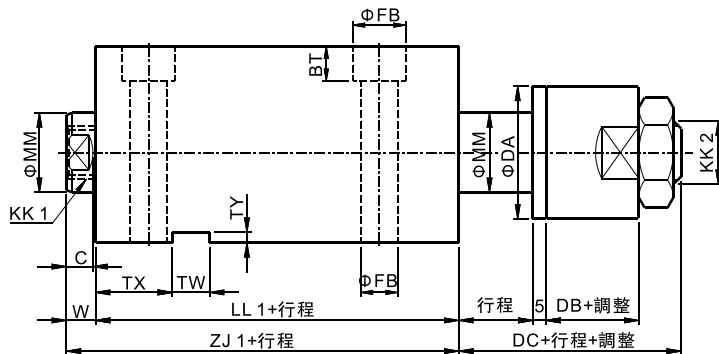 ΦFB
BT
ΦMM
ΦMM
ΦDA
KK 2
KK 1
TY
C
TX
TW
ΦFB
W
LL 1+行程
行程
5
DB+調整
ZJ 1+行程
DC+行程+調整